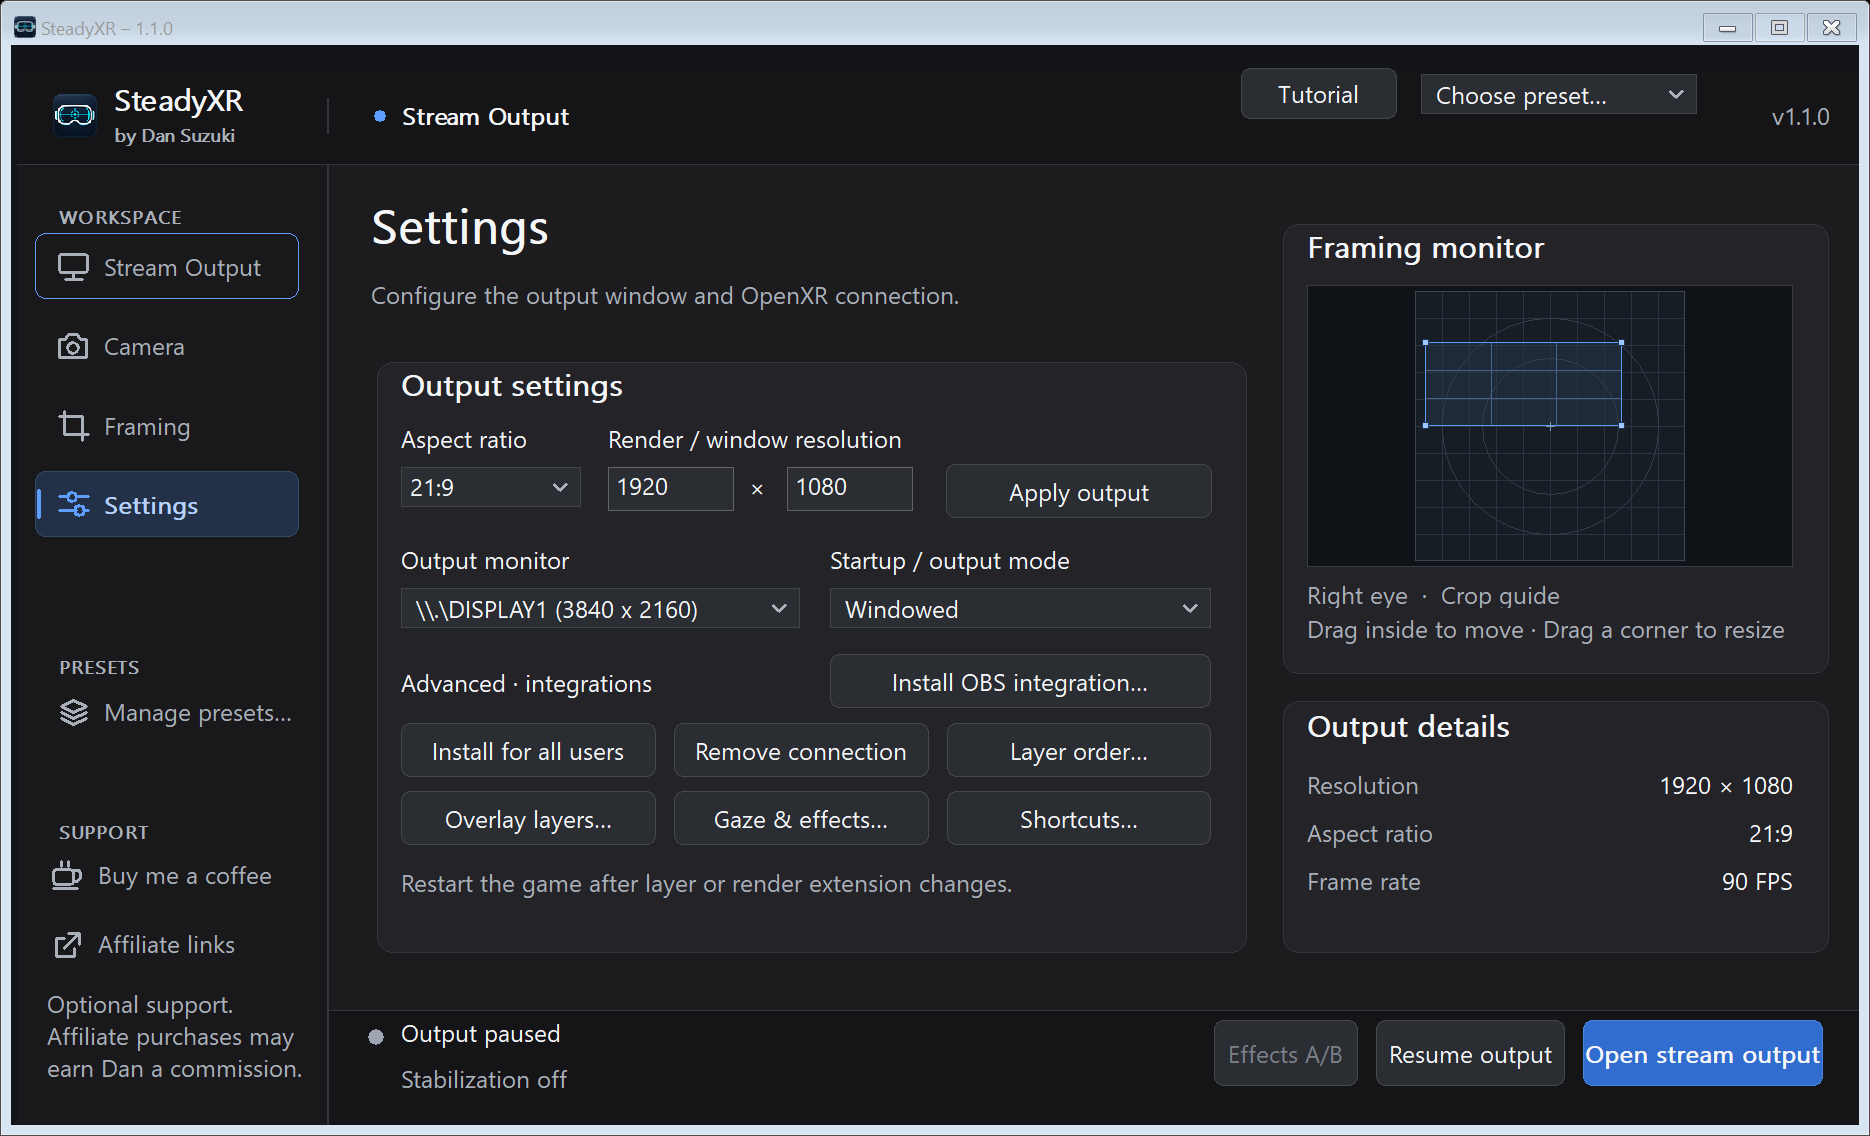 SteadyXR – 1.1.0
SteadyXR
by Dan Suzuki
Stream Output
Tutorial
Choose preset...
v1.1.0
WORKSPACE
Stream Output
Camera
Framing
Settings
PRESETS
Manage presets...
SUPPORT
Buy me a coffee
Affiliate links
Optional support.
Affiliate purchases may
earn Dan a commission.
Settings
Configure the output window and OpenXR connection.
Output settings
Aspect ratio
Render / window resolution
21:9
1920 × 1080
Apply output
Output monitor
Startup / output mode
\\.\DISPLAY1 (3840 x 2160)
Windowed
Advanced · integrations
Install OBS integration...
Install for all users
Remove connection
Layer order...
Overlay layers...
Gaze & effects...
Shortcuts...
Restart the game after layer or render extension changes.
Framing monitor
Right eye · Crop guide
Drag inside to move · Drag a corner to resize
Output details
Resolution 1920 × 1080
Aspect ratio 21:9
Frame rate 90 FPS
Output paused
Stabilization off
Effects A/B
Resume output
Open stream output